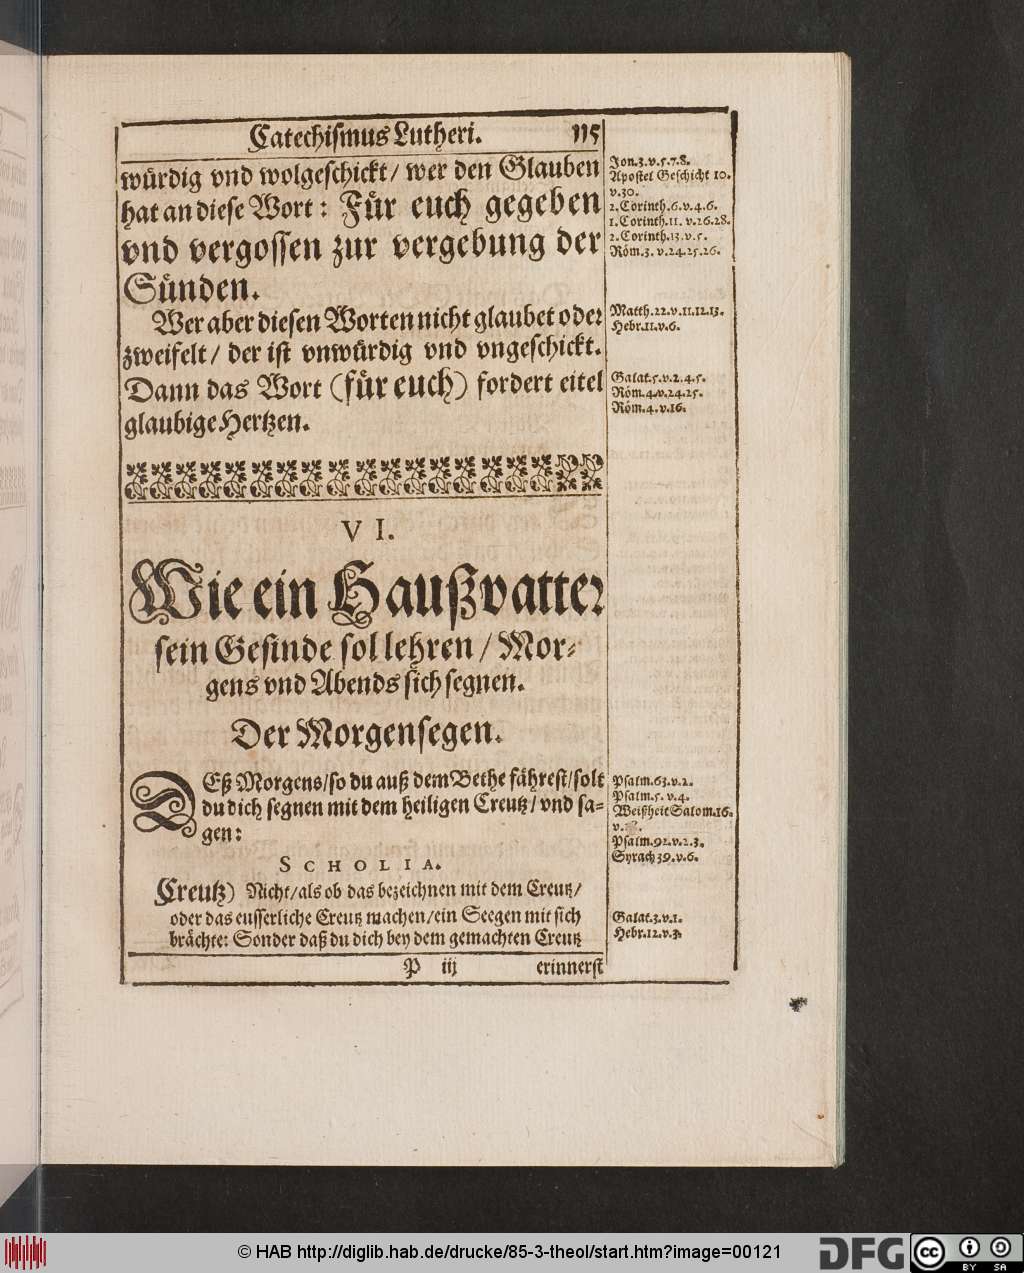 Catechiſmus Lutheri. 115
würdig vnd wolgeſchickt / wer den Glauben
hat an dieſe Wort : Für euch gegeben
vnd vergoſſen zur vergebung der
Sünden.
Wer aber dieſen Worten nicht glaubet oder
zweifelt / der iſt vnwürdig vnd vngeſchickt.
Dann das Wort (für euch) fordert eitel
glaubige Hertzen.
Ion.3.v.5.7.8.
Apoſtel Geſchicht 10.
v.30.
2.Corinth.6.v.4.6.
1.Corinth.11. v.26.28.
2.Corinth.13.v.5.
Röm.3. v.24.25.26.
Matth.22.v.11.12.13.
Hebr.11.v.6.
Galat.5.v.2.4.5.
Röm.4.v.24.25.
Röm.4.v.16.
VI.
Wie ein Haußvatter
ſein Geſinde ſol lehren / Mor-
gens vnd Abends ſich ſegnen.
Der Morgenſegen.
DEß Morgens/ſo du auß dem Bethe fähreſt/ſolt
du dich ſegnen mit dem heiligen Creutz/ vnd ſa-
gen:
Pſalm.63.v.2.
Pſalm.5. v.4.
Weißheit Salom.16.
v.
Pſalm.92.v.2.3.
Syrach 39.v.6.
SCHOLIA.
Creutz) Nicht/als ob das bezeichnen mit dem Creutz/
oder das euſſerliche Creutz machen/ein Seegen mit ſich
brächte: Sonder daß du dich bey dem gemachten Creutz
Galat.3.v.1.
Hebr.12.v.3.
P iij erinnerſt
© HAB http://diglib.hab.de/drucke/85-3-theol/start.htm?image=00121
DFG
cc
BY SA